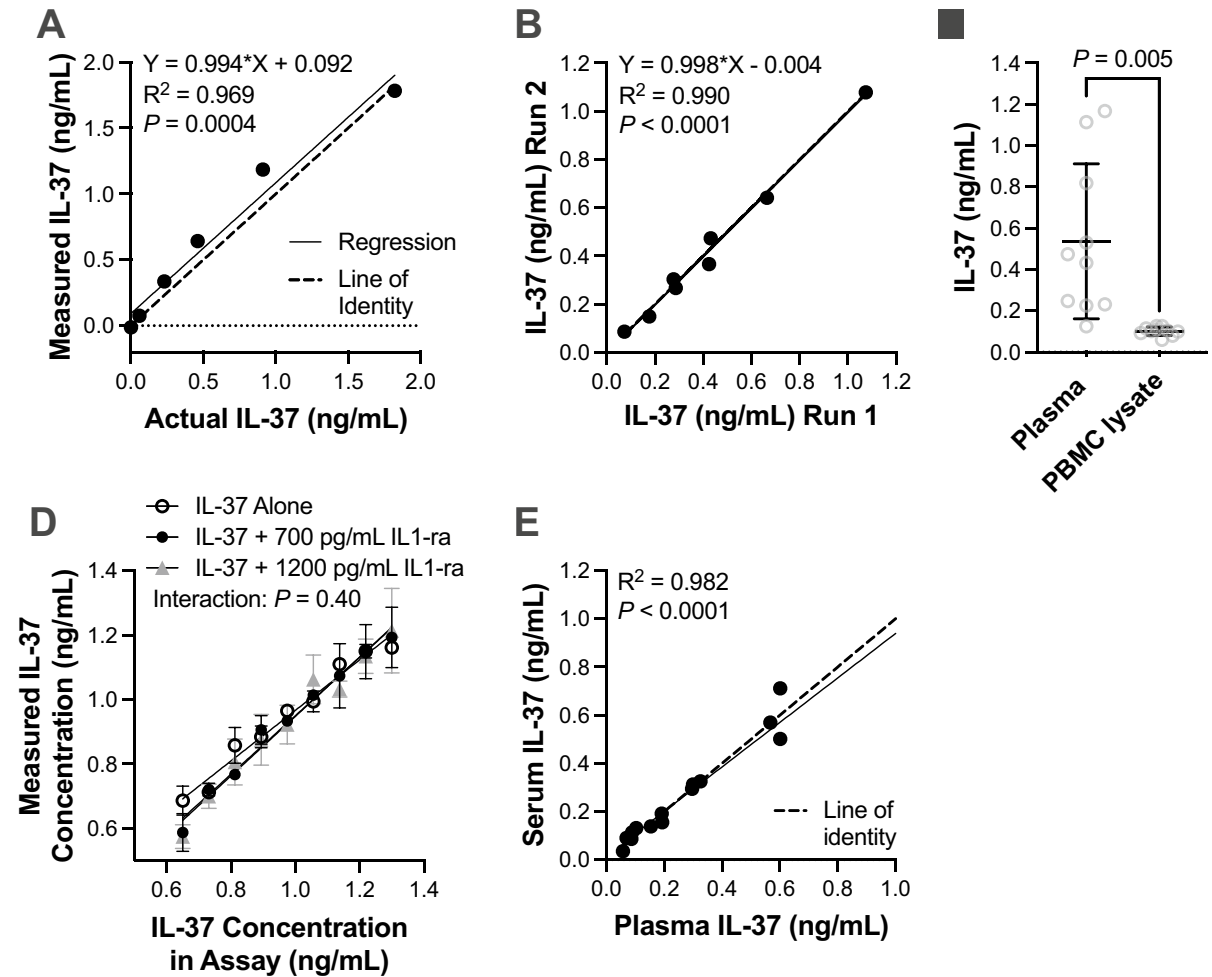 A
Y = 0.994*X + 0.092
R² = 0.969
P = 0.0004
2.0
1.5
1.0
0.5
0.0
Measured IL-37 (ng/mL)
Regression
Line of
Identity
0.0 0.5 1.0 1.5 2.0
Actual IL-37 (ng/mL)
B
Y = 0.998*X - 0.004
R² = 0.990
P < 0.0001
1.2
1.0
0.8
0.6
0.4
0.2
0.0
IL-37 (ng/mL) Run 2
0.0 0.2 0.4 0.6 0.8 1.0 1.2
IL-37 (ng/mL) Run 1
P = 0.005
1.4
1.2
1.0
0.8
0.6
0.4
0.2
0.0
IL-37 (ng/mL)
Plasma
PBMC lysate
D
IL-37 Alone
IL-37 + 700 pg/mL IL1-ra
IL-37 + 1200 pg/mL IL1-ra
Interaction: P = 0.40
1.4
1.2
1.0
0.8
0.6
Measured IL-37
Concentration (ng/mL)
0.6 0.8 1.0 1.2 1.4
IL-37 Concentration
in Assay (ng/mL)
E
R² = 0.982
P < 0.0001
1.2
1.0
0.8
0.6
0.4
0.2
0.0
Serum IL-37 (ng/mL)
Line of
identity
0.0 0.2 0.4 0.6 0.8 1.0
Plasma IL-37 (ng/mL)